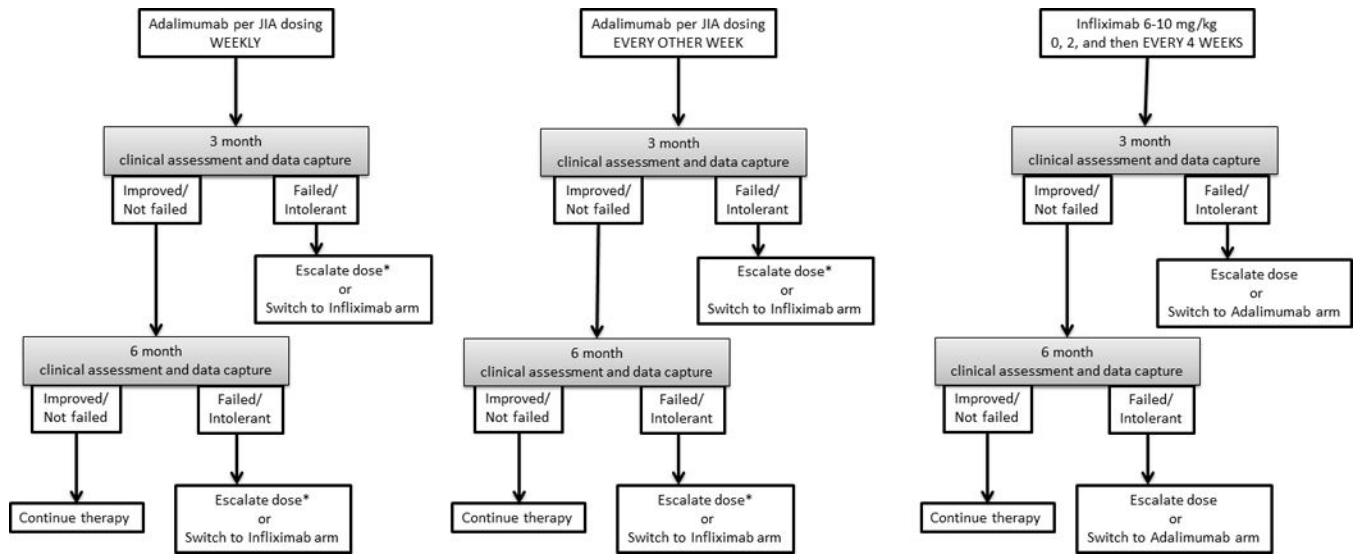 Adalimumab per JIA dosing
WEEKLY
3 month
clinical assessment and data capture
Improved/
Not failed
Failed/
Intolerant
Escalate dose*
or
Switch to Infliximab arm
6 month
clinical assessment and data capture
Improved/
Not failed
Failed/
Intolerant
Continue therapy
Escalate dose*
or
Switch to Infliximab arm
Adalimumab per JIA dosing
EVERY OTHER WEEK
3 month
clinical assessment and data capture
Improved/
Not failed
Failed/
Intolerant
Escalate dose*
or
Switch to Infliximab arm
6 month
clinical assessment and data capture
Improved/
Not failed
Failed/
Intolerant
Continue therapy
Escalate dose*
or
Switch to Infliximab arm
Infliximab 6-10 mg/kg
0, 2, and then EVERY 4 WEEKS
3 month
clinical assessment and data capture
Improved/
Not failed
Failed/
Intolerant
Escalate dose
or
Switch to Adalimumab arm
6 month
clinical assessment and data capture
Improved/
Not failed
Failed/
Intolerant
Continue therapy
Escalate dose
or
Switch to Adalimumab arm